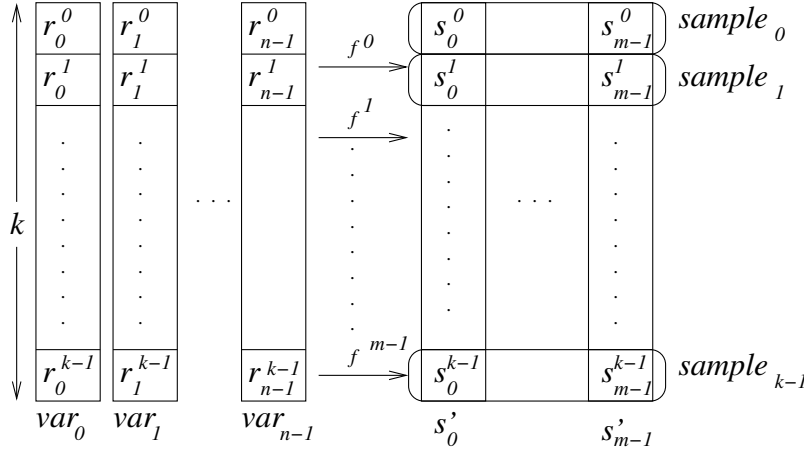 r_0^0 r_1^0 r_{n-1}^0 f^0 s_0^0 s_{m-1}^0 sample_0
r_0^1 r_1^1 r_{n-1}^1 s_0^1 s_{m-1}^1 sample_1
f^1
k . . . . . .
f^{m-1}
r_0^{k-1} r_1^{k-1} r_{n-1}^{k-1} s_0^{k-1} s_{m-1}^{k-1} sample_{k-1}
var_0 var_1 var_{n-1} s'_0 s'_{m-1}